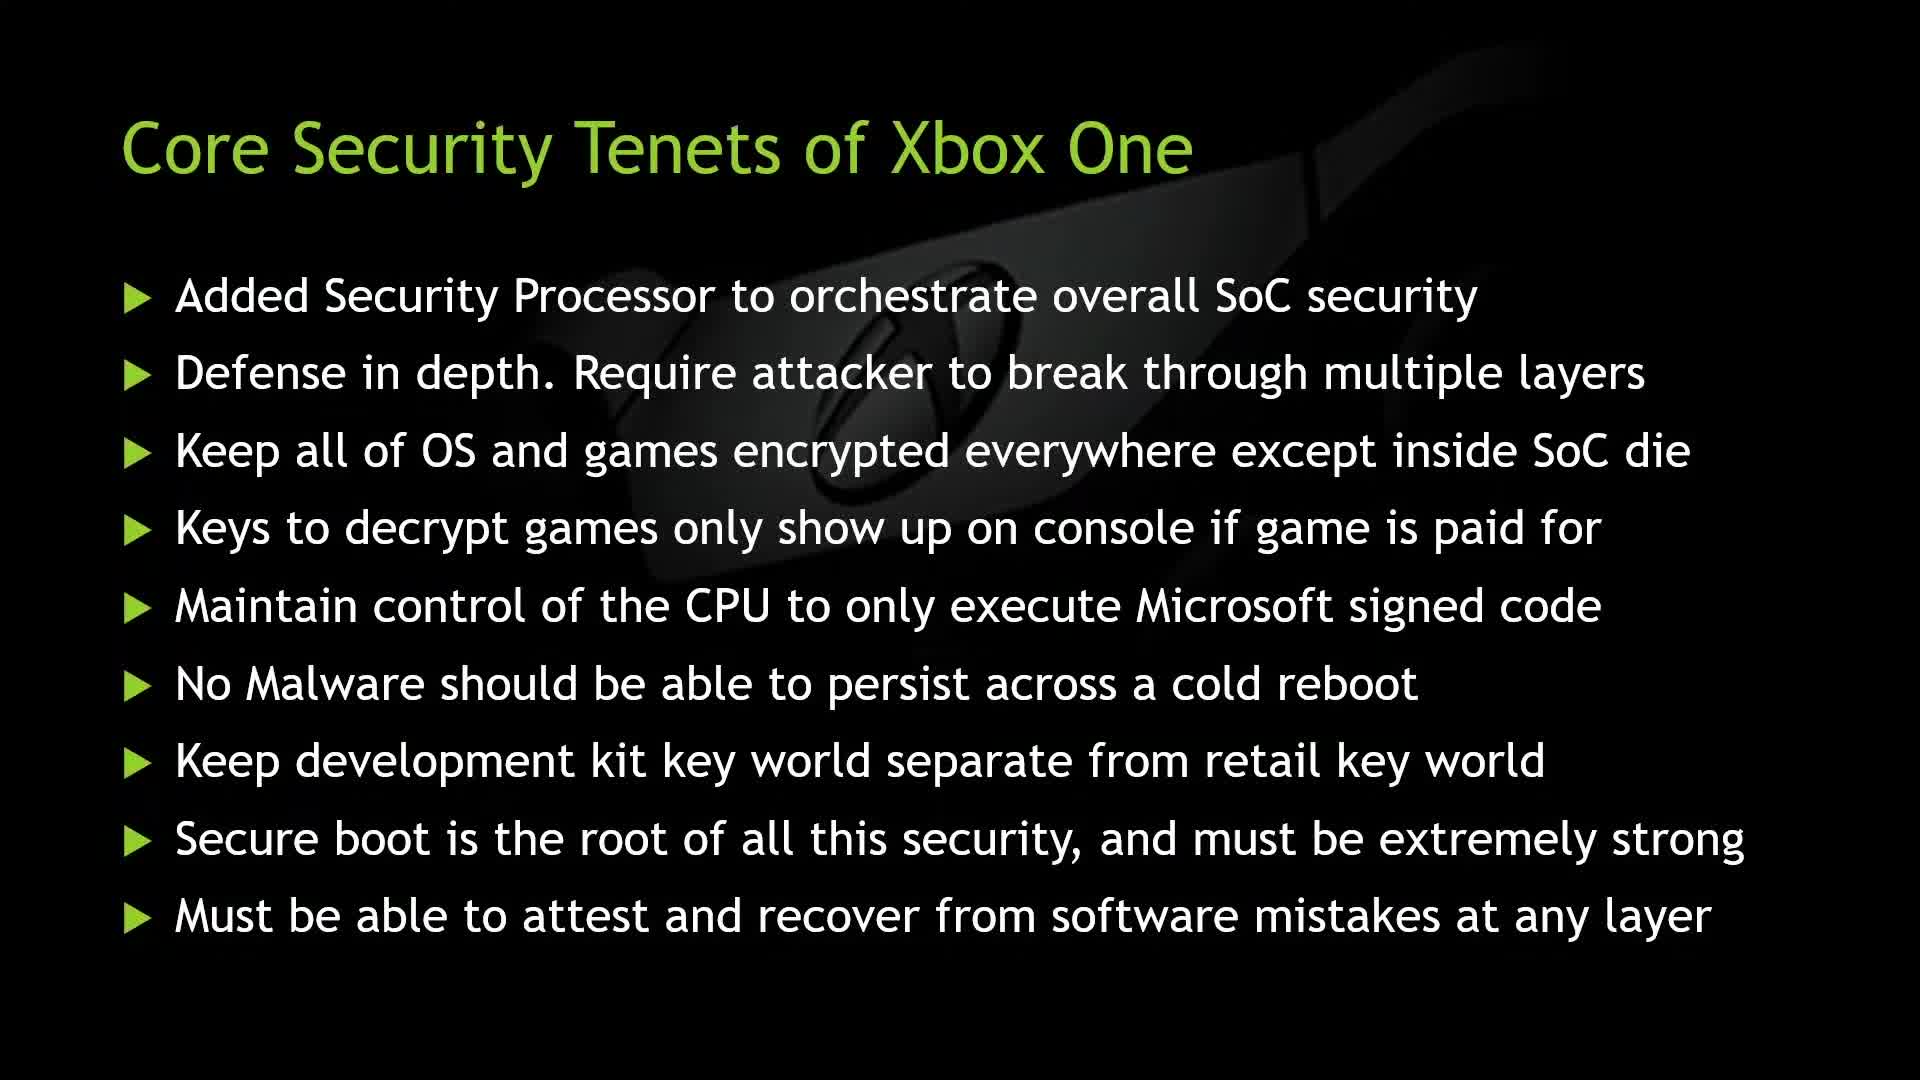 Core Security Tenets of Xbox One
Added Security Processor to orchestrate overall SoC security
Defense in depth. Require attacker to break through multiple layers
Keep all of OS and games encrypted everywhere except inside SoC die
Keys to decrypt games only show up on console if game is paid for
Maintain control of the CPU to only execute Microsoft signed code
No Malware should be able to persist across a cold reboot
Keep development kit key world separate from retail key world
Secure boot is the root of all this security, and must be extremely strong
Must be able to attest and recover from software mistakes at any layer